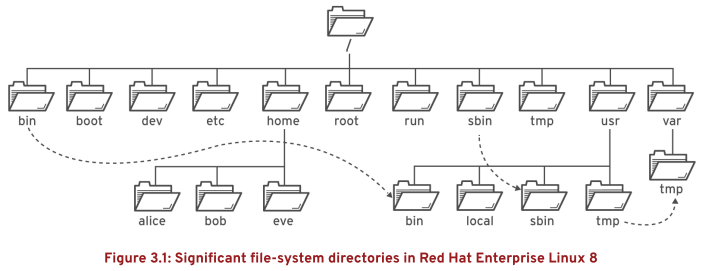 /
bin boot dev etc home root run sbin tmp usr var
tmp
alice bob eve bin local sbin tmp
Figure 3.1: Significant file-system directories in Red Hat Enterprise Linux 8